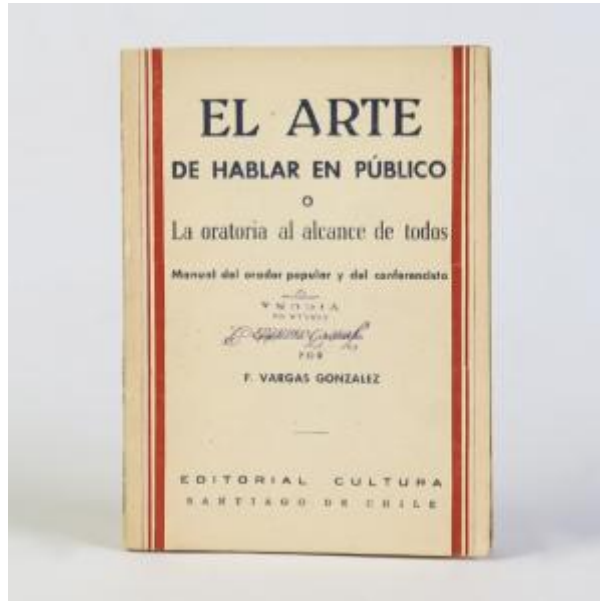 EL ARTE
DE HABLAR EN PÚBLICO
O
La oratoria al alcance de todos
Manual del orador popular y del conferencista
POR
F. VARGAS GONZALEZ
EDITORIAL CULTURA
SANTIAGO DE CHILE